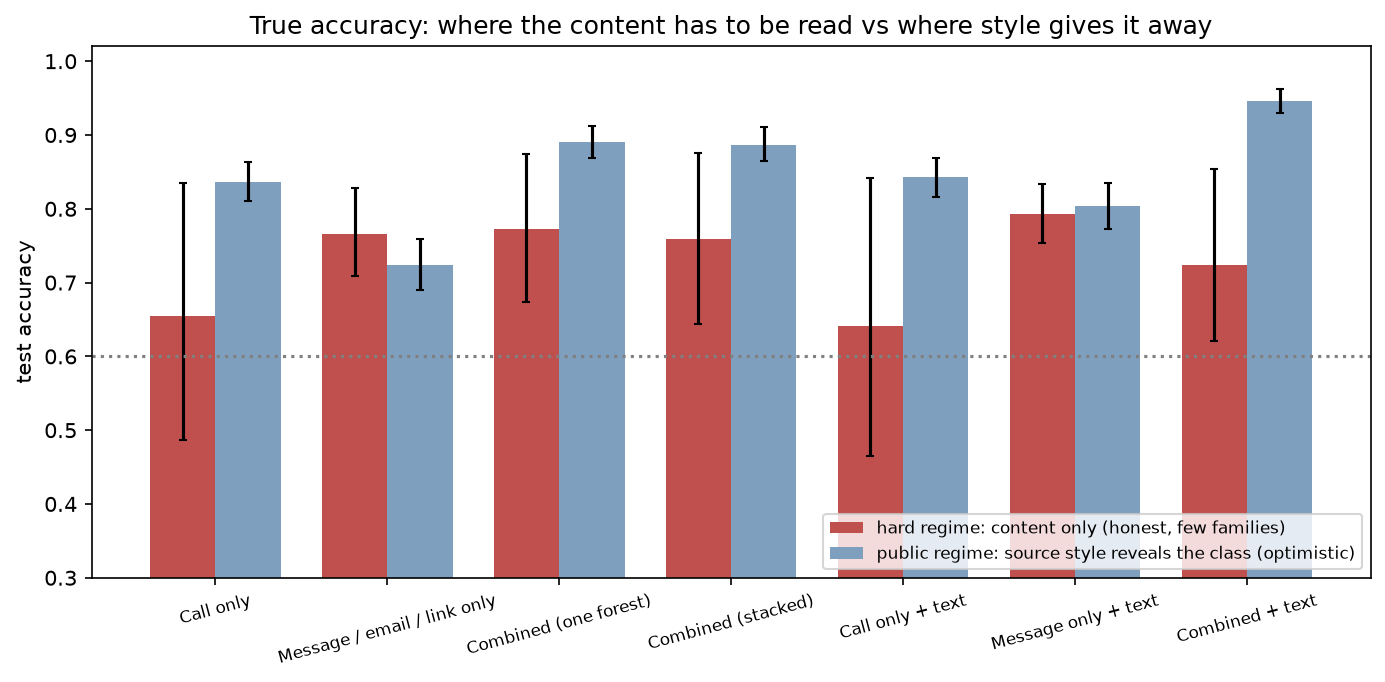 True accuracy: where the content has to be read vs where style gives it away
test accuracy
1.0
0.9
0.8
0.7
0.6
0.5
0.4
0.3
hard regime: content only (honest, few families)
public regime: source style reveals the class (optimistic)
Call only
Message / email / link only
Combined (one forest)
Combined (stacked)
Call only + text
Message only + text
Combined + text